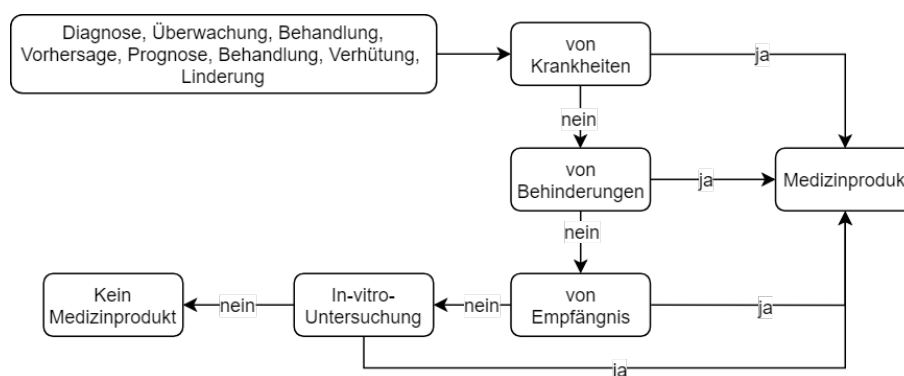 Diagnose, Überwachung, Behandlung,
Vorhersage, Prognose, Behandlung, Verhütung,
Linderung
von
Krankheiten
ja
nein
von
Behinderungen
ja
Medizinproduk
nein
Kein
Medizinprodukt
nein
In-vitro-
Untersuchung
nein
von
Empfängnis
ja
ja